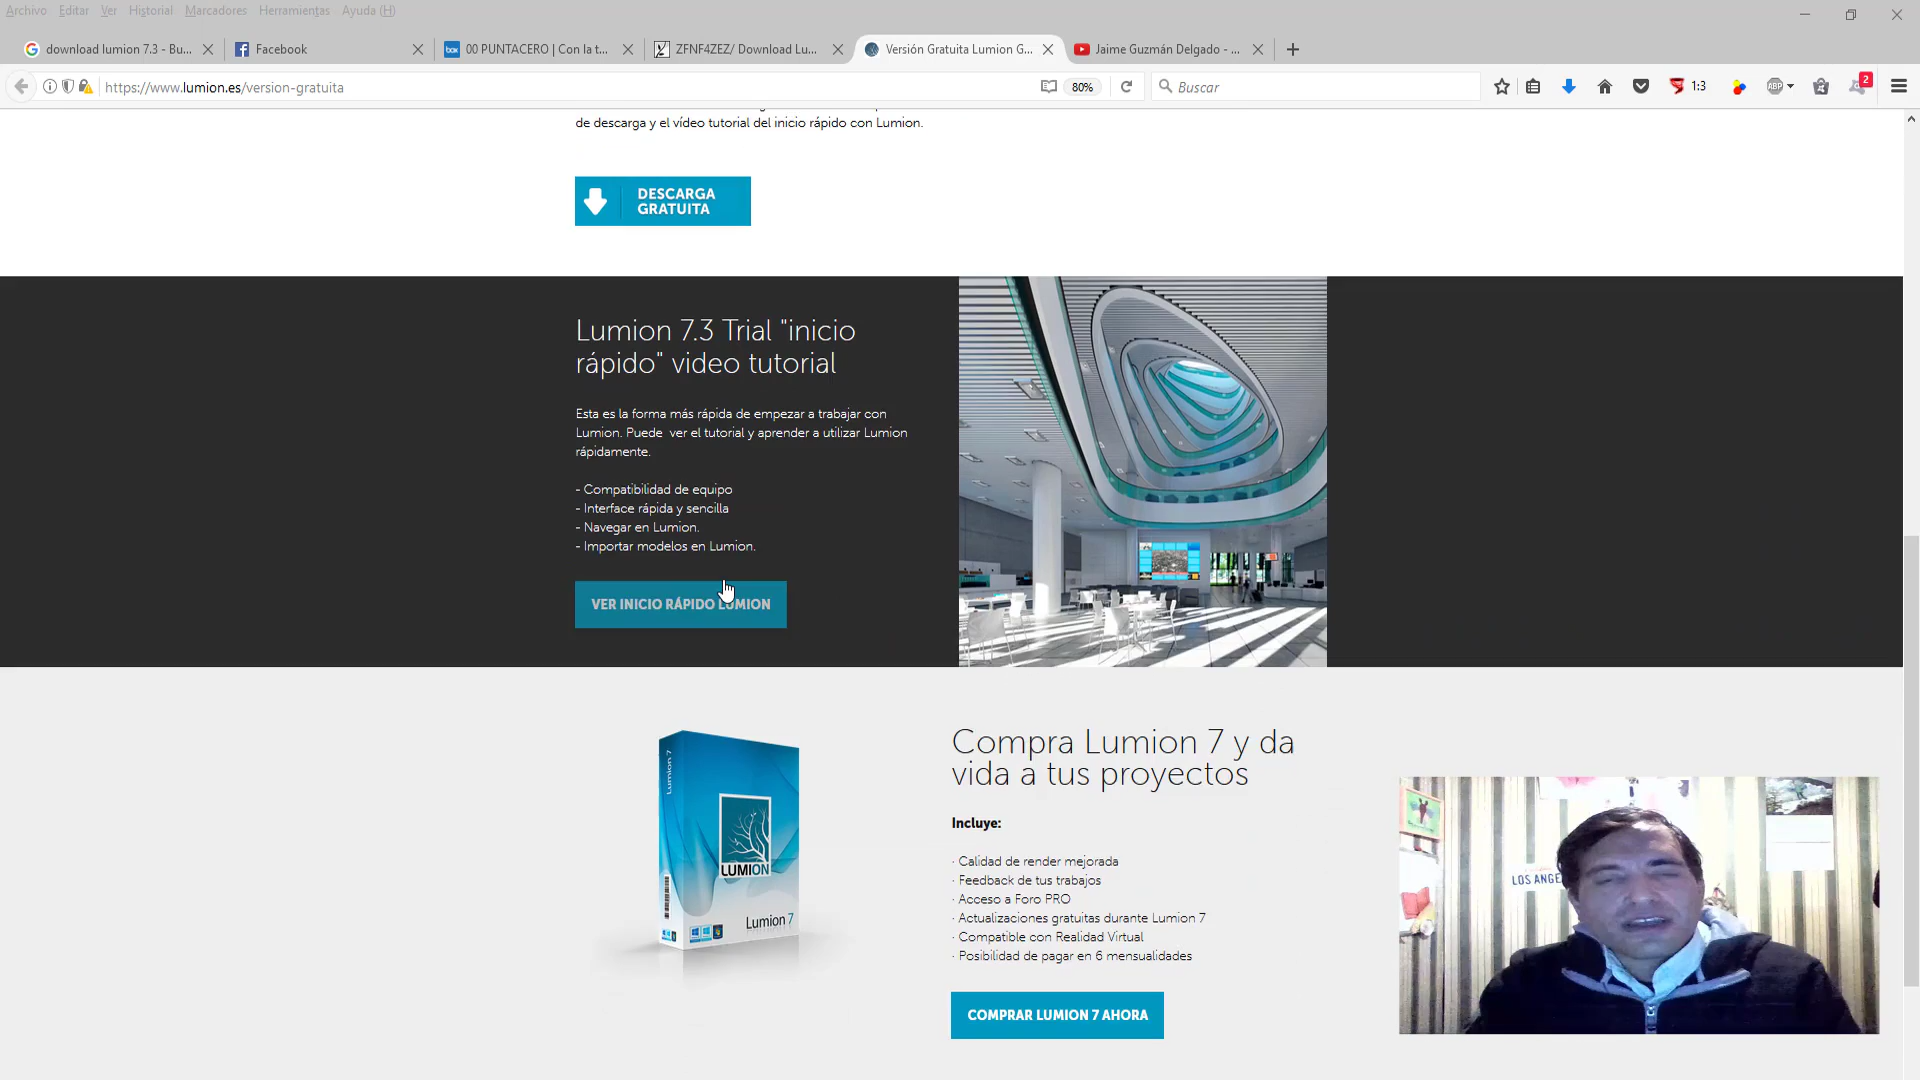 Archivo Editar Ver Historial Marcadores Herramientas Ayuda (H)
download lumion 7.3 - Bu...
Facebook
box 00 PUNTACERO | Con la t...
ZFNF4ZEZ/ Download Lu...
Versión Gratuita Lumion G...
Jaime Guzmán Delgado - ...
https://www.lumion.es/version-gratuita
80%
Buscar
1:3
ABP
2
de descarga y el vídeo tutorial del inicio rápido con Lumion.
DESCARGA
GRATUITA
Lumion 7.3 Trial "inicio
rápido" video tutorial
Esta es la forma más rápida de empezar a trabajar con
Lumion. Puede ver el tutorial y aprender a utilizar Lumion
rápidamente.
- Compatibilidad de equipo
- Interface rápida y sencilla
- Navegar en Lumion.
- Importar modelos en Lumion.
VER INICIO RÁPIDO LUMION
Lumion 7
LUMION
Lumion 7
Compra Lumion 7 y da
vida a tus proyectos
Incluye:
· Calidad de render mejorada
· Feedback de tus trabajos
· Acceso a Foro PRO
· Actualizaciones gratuitas durante Lumion 7
· Compatible con Realidad Virtual
· Posibilidad de pagar en 6 mensualidades
COMPRAR LUMION 7 AHORA
LOS ANGE